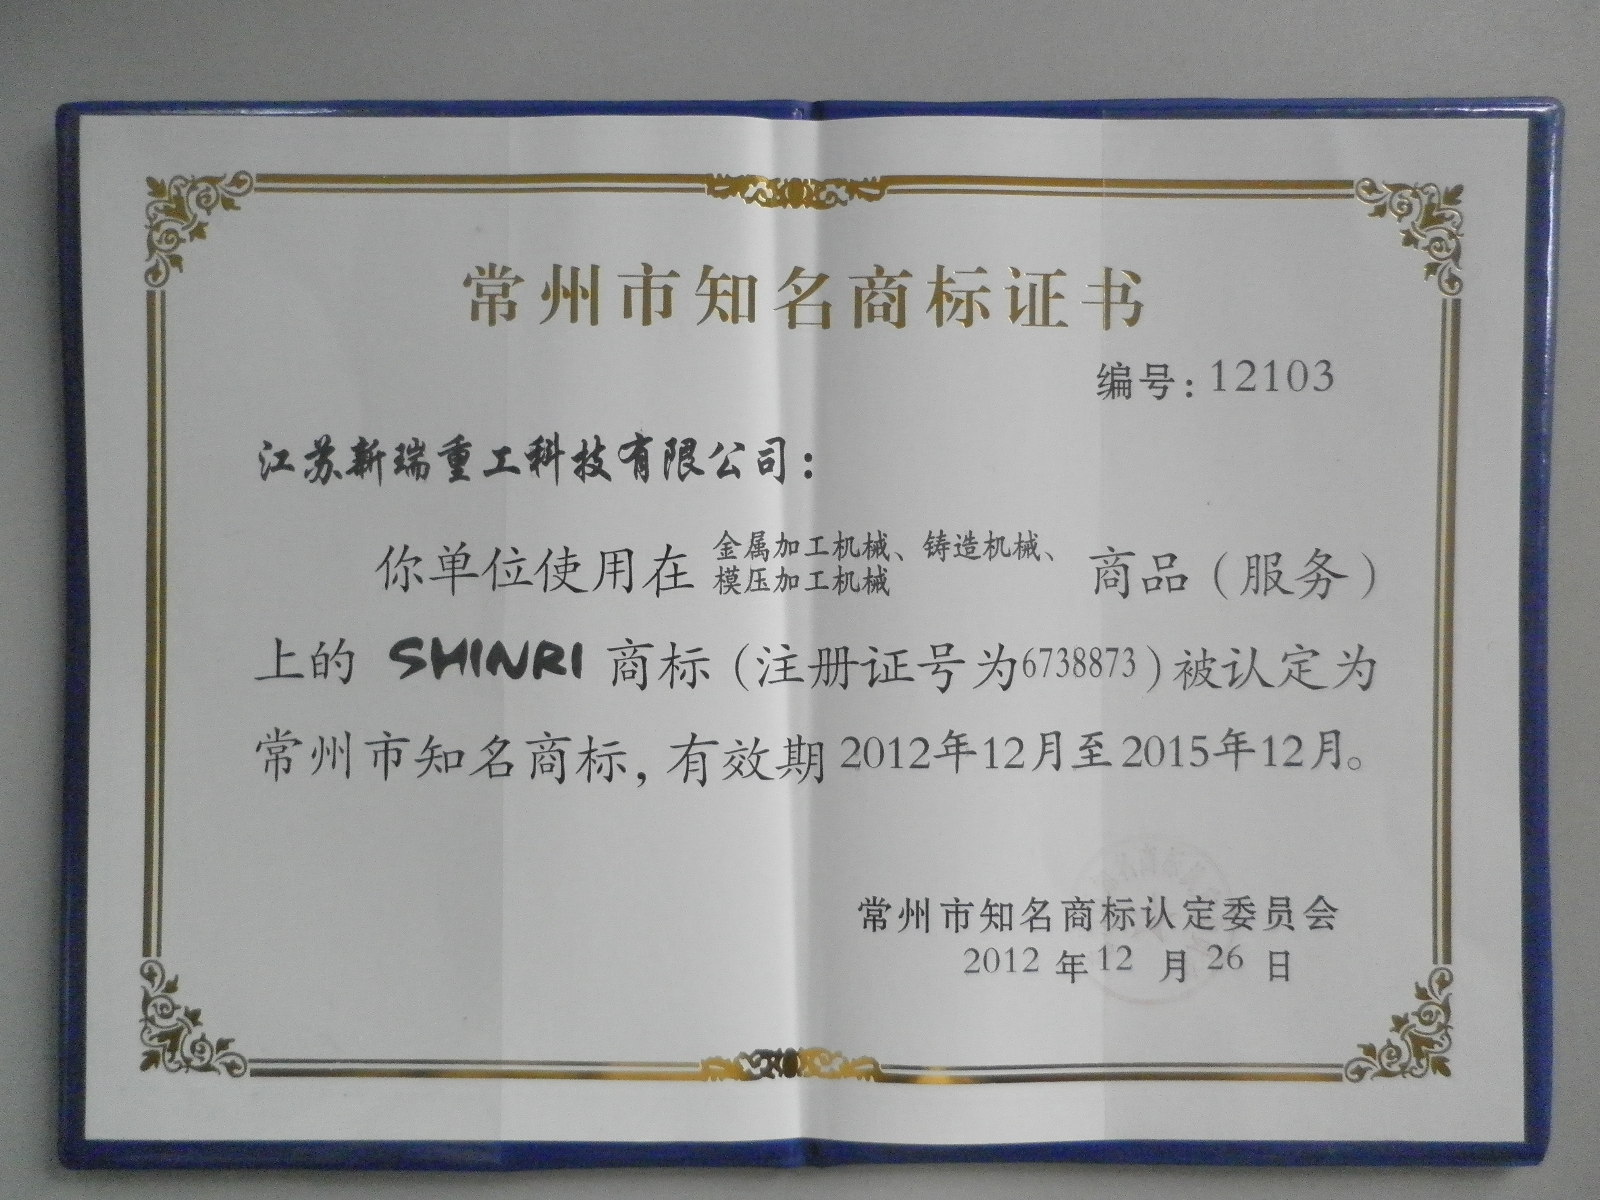 常州市知名商标证书
编号：12103
江苏新瑞重工科技有限公司：
你单位使用在 金属加工机械、铸造机械、模压加工机械 商品（服务）
上的 SHINRI 商标（注册证号为6738873）被认定为
常州市知名商标，有效期2012年12月至2015年12月。
常州市知名商标认定委员会
2012年12月26日